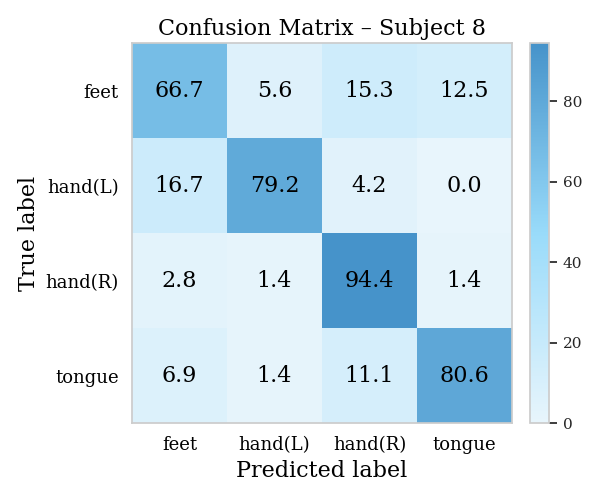 Confusion Matrix – Subject 8
True label
feet 66.7 5.6 15.3 12.5
hand(L) 16.7 79.2 4.2 0.0
hand(R) 2.8 1.4 94.4 1.4
tongue 6.9 1.4 11.1 80.6
feet hand(L) hand(R) tongue
Predicted label
80
60
40
20
0